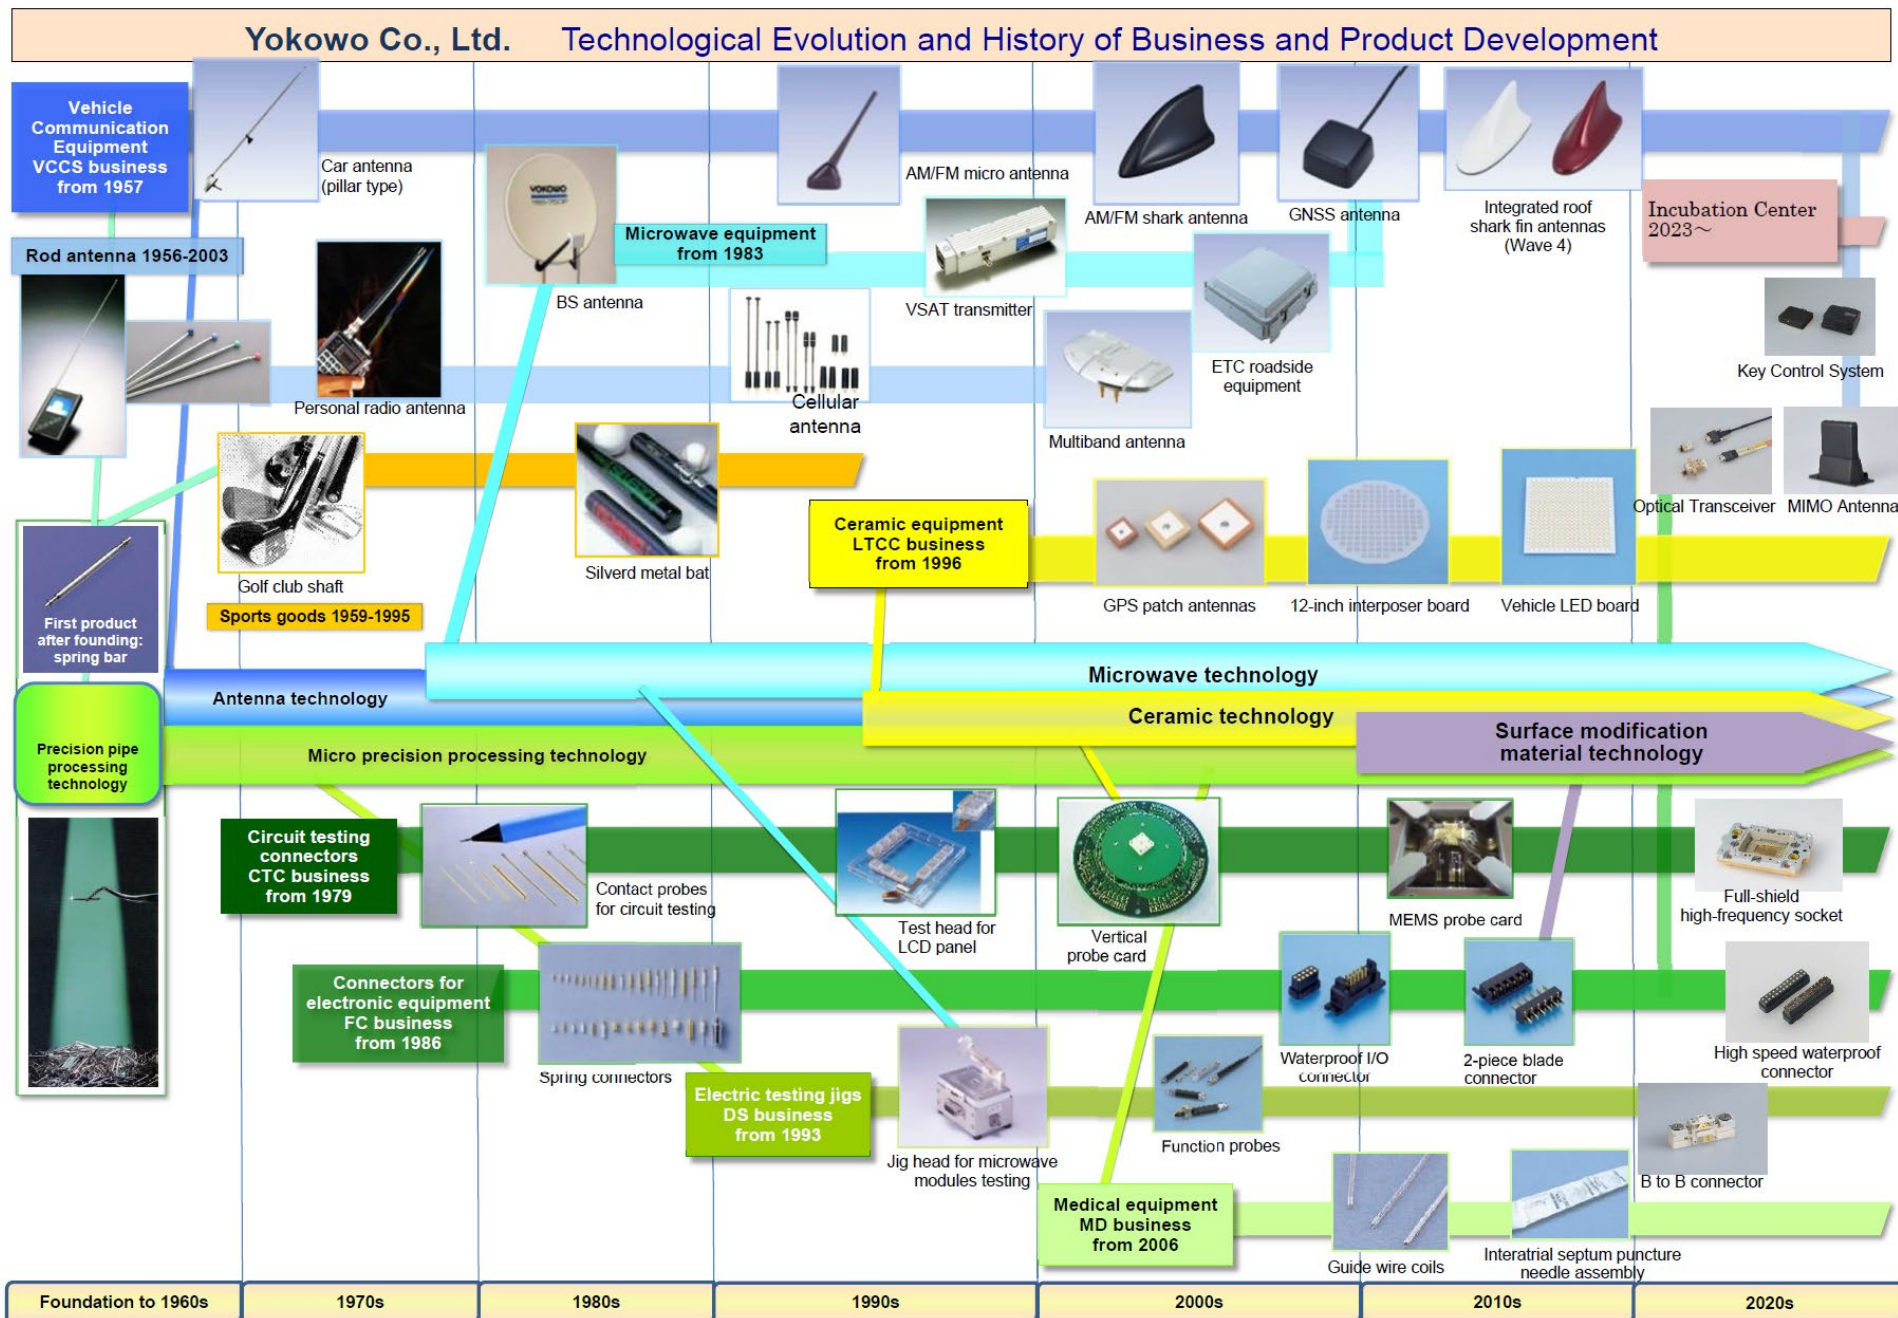 Yokowo Co., Ltd. Technological Evolution and History of Business and Product Development
Vehicle
Communication
Equipment
VCCS business
from 1957
Car antenna
(pillar type)
AM/FM micro antenna
AM/FM shark antenna
GNSS antenna
Integrated roof
shark fin antennas
(Wave 4)
Incubation Center
2023～
Rod antenna 1956-2003
YOKOWO
BS antenna
Microwave equipment
from 1983
VSAT transmitter
ETC roadside
equipment
Key Control System
Personal radio antenna
Cellular
antenna
Multiband antenna
Optical Transceiver
MIMO Antenna
Golf club shaft
Silverd metal bat
Sports goods 1959-1995
Ceramic equipment
LTCC business
from 1996
GPS patch antennas
12-inch interposer board
Vehicle LED board
First product
after founding:
spring bar
Microwave technology
Antenna technology
Ceramic technology
Surface modification
material technology
Precision pipe
processing
technology
Micro precision processing technology
Circuit testing
connectors
CTC business
from 1979
Contact probes
for circuit testing
Test head for
LCD panel
Vertical
probe card
MEMS probe card
Full-shield
high-frequency socket
Connectors for
electronic equipment
FC business
from 1986
Spring connectors
Waterproof I/O
connector
2-piece blade
connector
High speed waterproof
connector
Electric testing jigs
DS business
from 1993
Jig head for microwave
modules testing
Function probes
B to B connector
Medical equipment
MD business
from 2006
Guide wire coils
Interatrial septum puncture
needle assembly
Foundation to 1960s
1970s
1980s
1990s
2000s
2010s
2020s